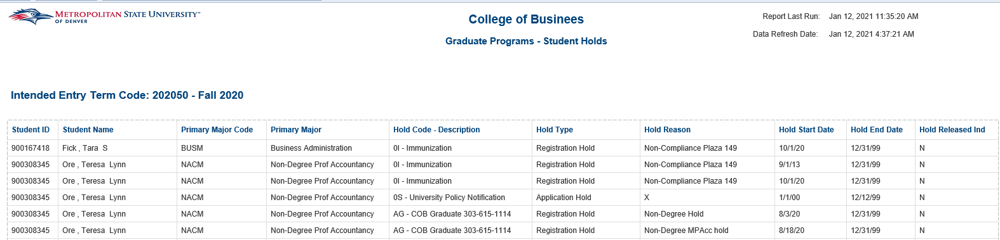 METROPOLITAN STATE UNIVERSITY™
OF DENVER
College of Businees
Graduate Programs - Student Holds
Report Last Run: Jan 12, 2021 11:35:20 AM
Data Refresh Date: Jan 12, 2021 4:37:21 AM
Intended Entry Term Code: 202050 - Fall 2020
Student ID Student Name Primary Major Code Primary Major Hold Code - Description Hold Type Hold Reason Hold Start Date Hold End Date Hold Released Ind
900167418 Fick , Tara S BUSM Business Administration 0I - Immunization Registration Hold Non-Compliance Plaza 149 10/1/20 12/31/99 N
900308345 Ore , Teresa Lynn NACM Non-Degree Prof Accountancy 0I - Immunization Registration Hold Non-Compliance Plaza 149 9/1/13 12/31/99 N
900308345 Ore , Teresa Lynn NACM Non-Degree Prof Accountancy 0I - Immunization Registration Hold Non-Compliance Plaza 149 10/1/20 12/31/99 N
900308345 Ore , Teresa Lynn NACM Non-Degree Prof Accountancy 0S - University Policy Notification Application Hold X 1/1/00 12/12/99 N
900308345 Ore , Teresa Lynn NACM Non-Degree Prof Accountancy AG - COB Graduate 303-615-1114 Registration Hold Non-Degree Hold 8/3/20 12/31/99 N
900308345 Ore , Teresa Lynn NACM Non-Degree Prof Accountancy AG - COB Graduate 303-615-1114 Registration Hold Non-Degree MPAcc hold 8/18/20 12/31/99 N